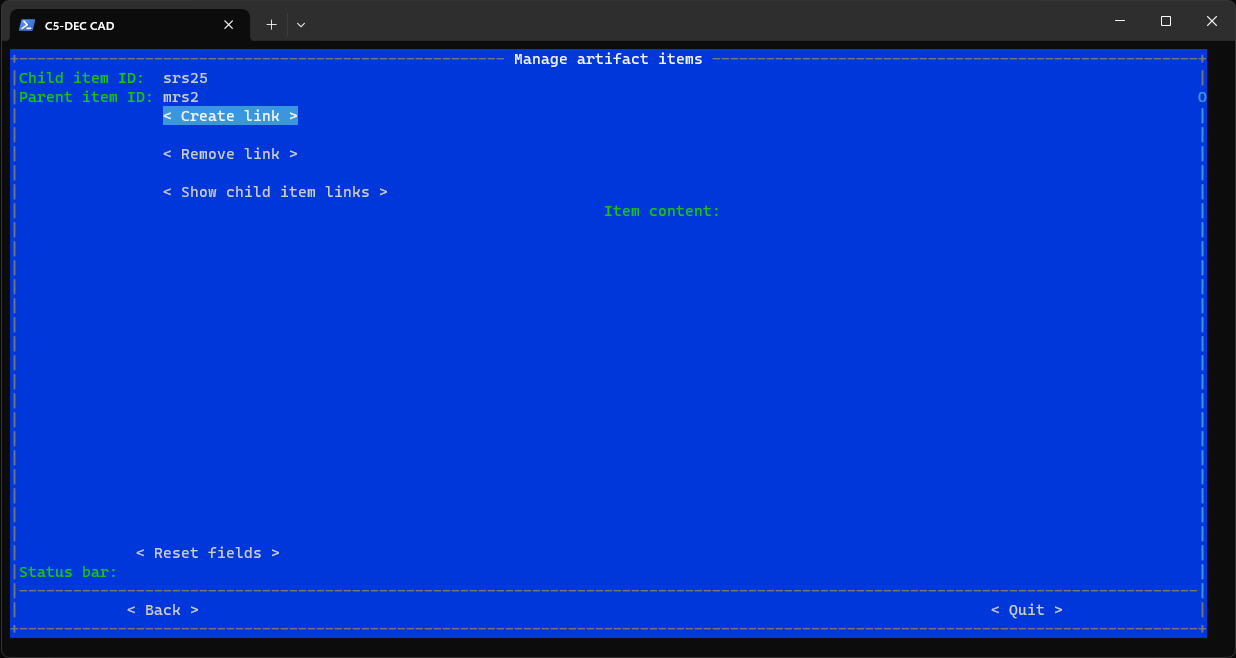 C5-DEC CAD
Manage artifact items
Child item ID: srs25
Parent item ID: mrs2
< Create link >
< Remove link >
< Show child item links >
Item content:
< Reset fields >
Status bar:
< Back > < Quit >